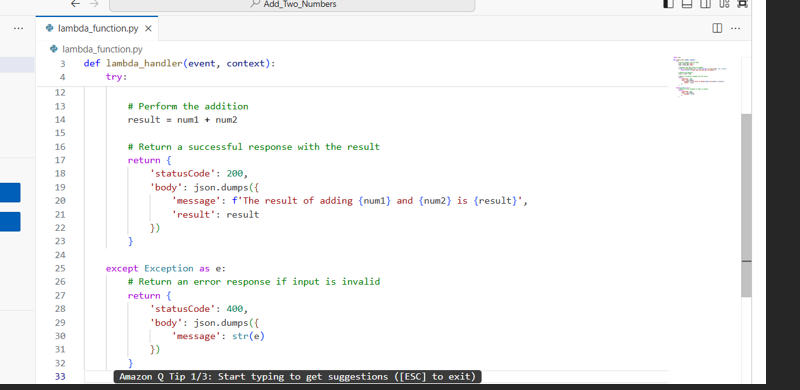 Add_Two_Numbers
lambda_function.py
lambda_function.py
3 def lambda_handler(event, context):
4     try:
12
13         # Perform the addition
14         result = num1 + num2
15
16         # Return a successful response with the result
17         return {
18             'statusCode': 200,
19             'body': json.dumps({
20                 'message': f'The result of adding {num1} and {num2} is {result}',
21                 'result': result
22             })
23         }
24
25     except Exception as e:
26         # Return an error response if input is invalid
27         return {
28             'statusCode': 400,
29             'body': json.dumps({
30                 'message': str(e)
31             })
32         }
33 Amazon Q Tip 1/3: Start typing to get suggestions ([ESC] to exit)